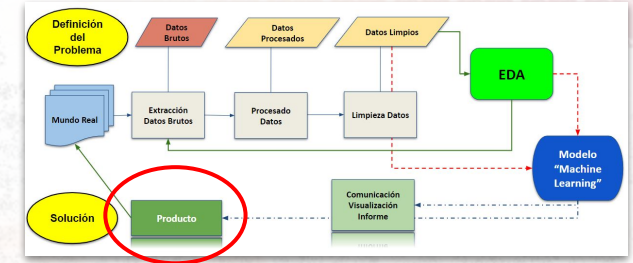 Definición
del
Problema
Datos
Brutos
Datos
Procesados
Datos Limpios
EDA
Mundo Real
Extracción
Datos Brutos
Procesado
Datos
Limpieza Datos
Modelo
“Machine
Learning”
Comunicación
Visualización
Informe
Solución
Producto